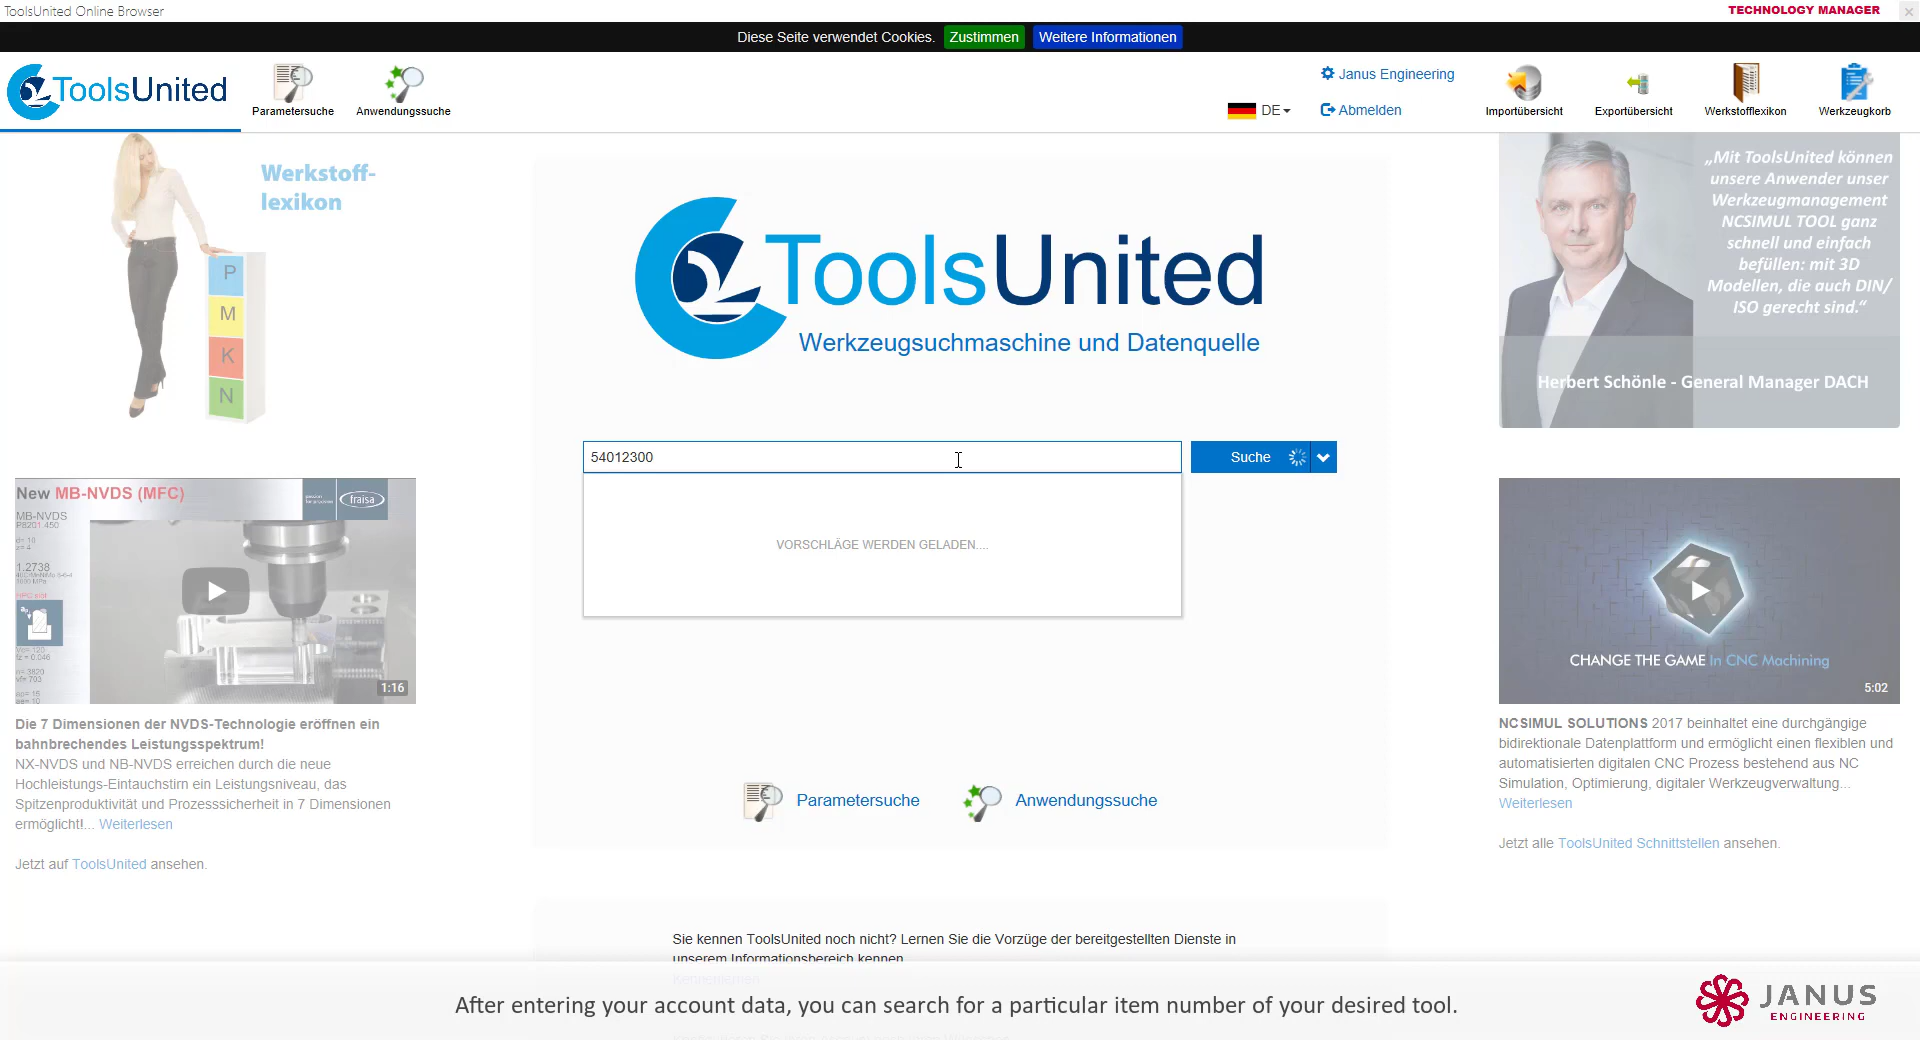 ToolsUnited Online Browser
TECHNOLOGY MANAGER
Diese Seite verwendet Cookies. Zustimmen Weitere Informationen
ToolsUnited
Parametersuche
Anwendungssuche
DE
Janus Engineering
Abmelden
Importübersicht
Exportübersicht
Werkstofflexikon
Werkzeugkorb
Werkstoff-
lexikon
P
M
K
N
ToolsUnited
Werkzeugsuchmaschine und Datenquelle
„Mit ToolsUnited können
unsere Anwender unser
Werkzeugmanagement
NCSIMUL TOOL ganz
schnell und einfach
befüllen: mit 3D
Modellen, die auch DIN/
ISO gerecht sind.“
Herbert Schönle - General Manager DACH
54012300
Suche
VORSCHLÄGE WERDEN GELADEN....
New MB-NVDS (MFC)
fraisa
MB-NVDS
P8201.450
d= 10
z= 4
1.2738
1:16
Die 7 Dimensionen der NVDS-Technologie eröffnen ein
bahnbrechendes Leistungsspektrum!
NX-NVDS und NB-NVDS erreichen durch die neue
Hochleistungs-Eintauchstirn ein Leistungsniveau, das
Spitzenproduktivität und Prozesssicherheit in 7 Dimensionen
ermöglicht!... Weiterlesen
Jetzt auf ToolsUnited ansehen.
CHANGE THE GAME In CNC Machining
5:02
NCSIMUL SOLUTIONS 2017 beinhaltet eine durchgängige
bidirektionale Datenplattform und ermöglicht einen flexiblen und
automatisierten digitalen CNC Prozess bestehend aus NC
Simulation, Optimierung, digitaler Werkzeugverwaltung...
Weiterlesen
Jetzt alle ToolsUnited Schnittstellen ansehen.
Parametersuche
Anwendungssuche
Sie kennen ToolsUnited noch nicht? Lernen Sie die Vorzüge der bereitgestellten Dienste in
unserem Informationsbereich kennen
After entering your account data, you can search for a particular item number of your desired tool.
JANUS
ENGINEERING